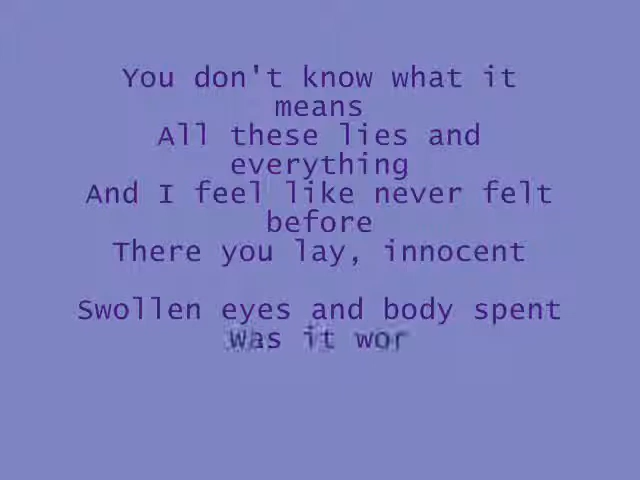 You don't know what it
means
All these lies and
everything
And I feel like never felt
before
There you lay, innocent
Swollen eyes and body spent
was it wor